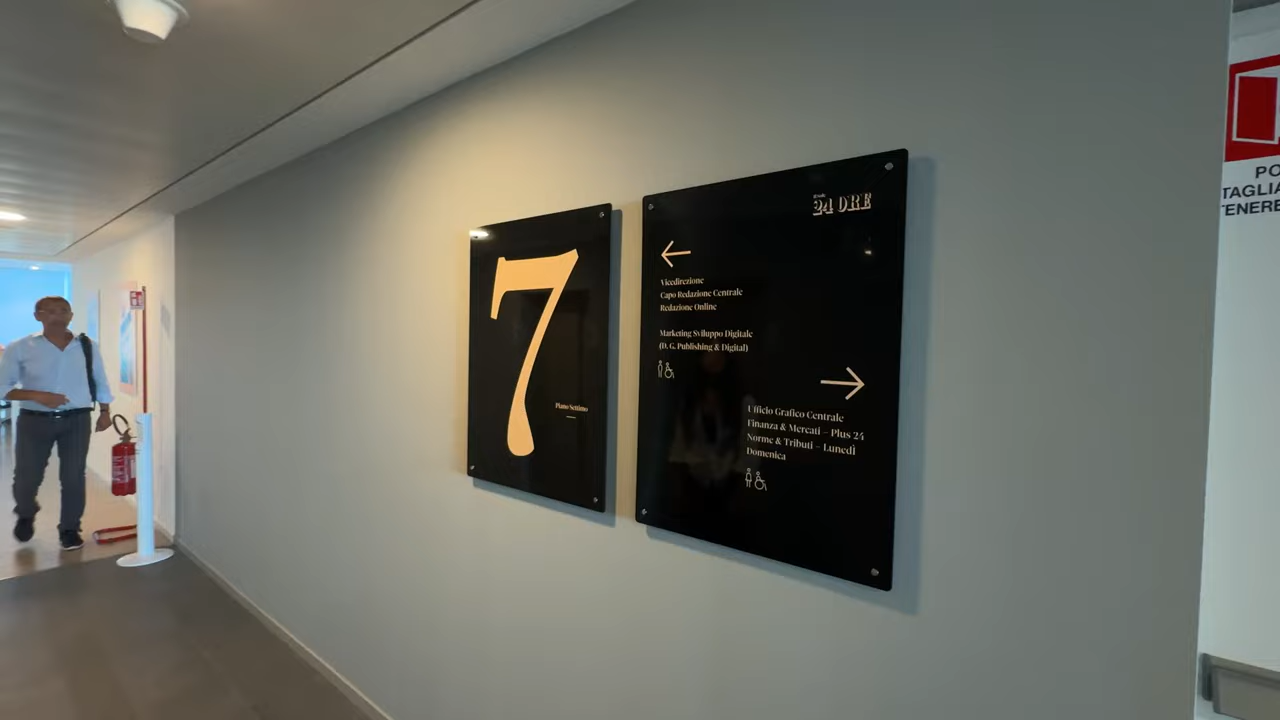 7
Piano Settimo
24 ORE
Vicedirezione
Capo Redazione Centrale
Redazione Online
Marketing Sviluppo Digitale
(D. G. Publishing & Digital)
Ufficio Grafico Centrale
Finanza & Mercati – Plus 24
Norme & Tributi – Lunedì
Domenica
PO
TAGLIA
TENERE